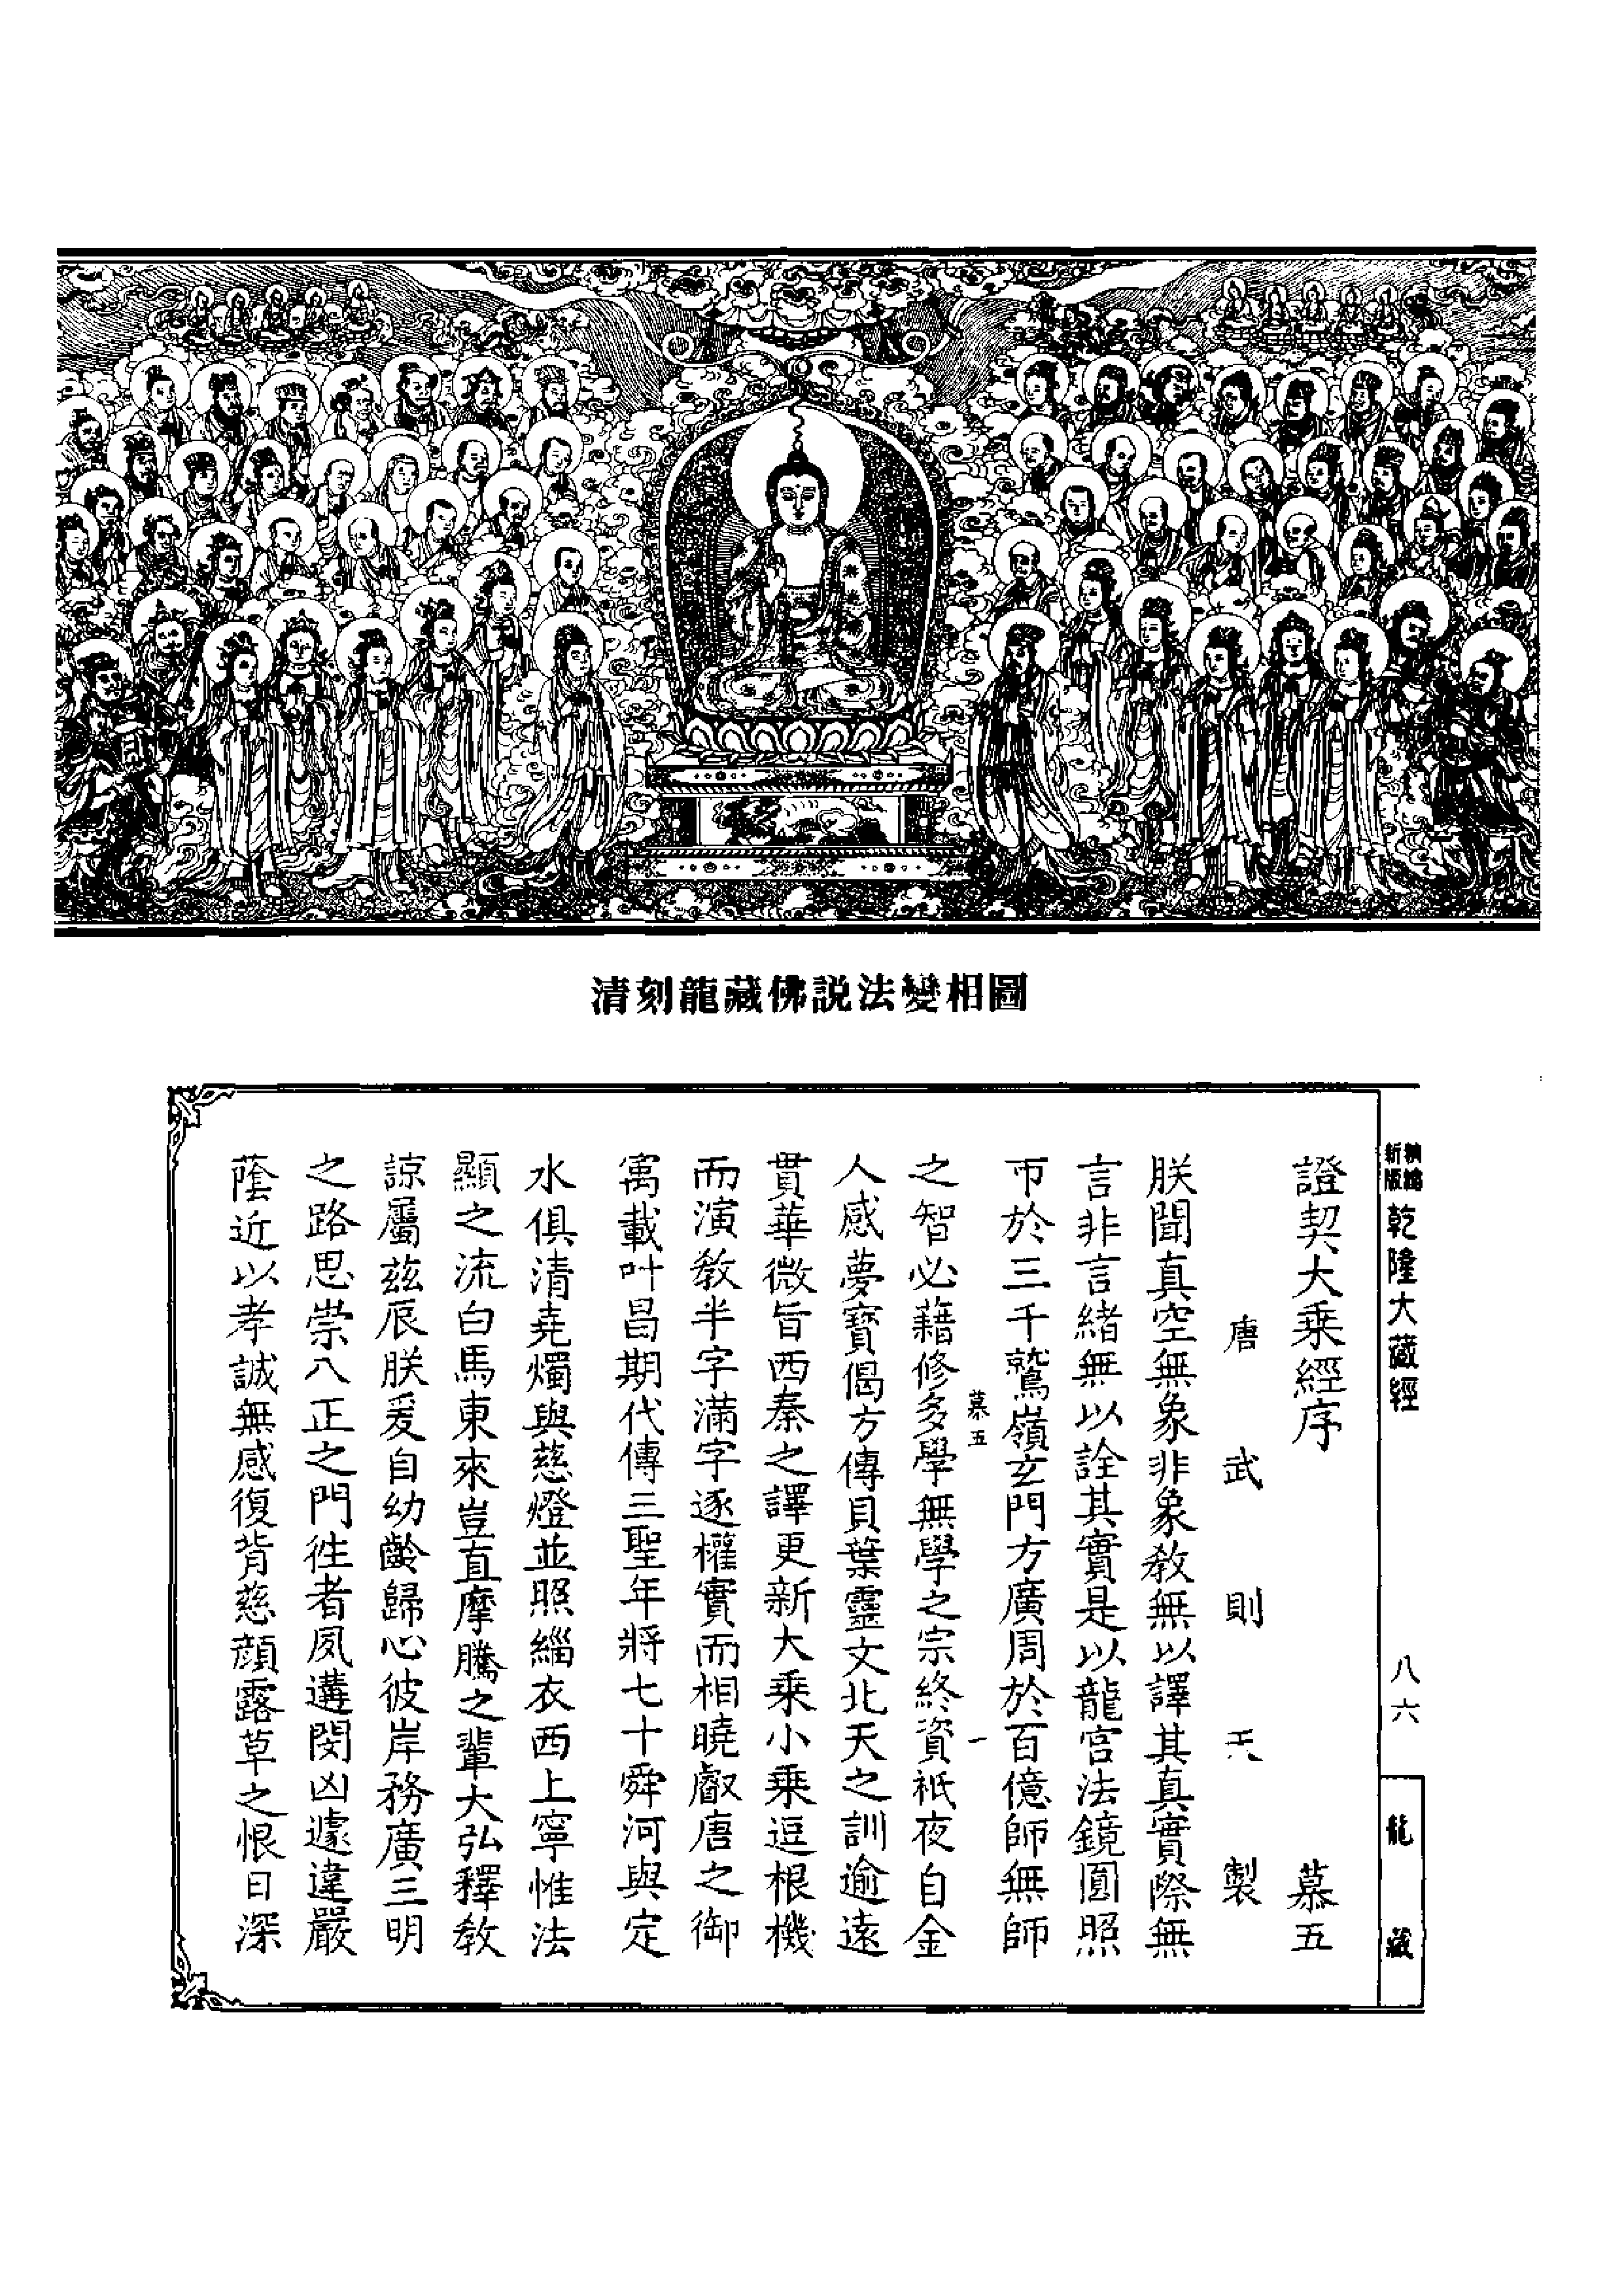 清刻龍藏佛説法變相圖
新版
精編
乾隆大藏經
八六
龍藏
證契大乘經序 慕五
唐武則天製
朕聞真空無象非象教無以譯其真實際無
言非言緒無以詮其實是以龍宮法鏡圓照
帀於三千鷲嶺玄門方廣周於百億師無師
慕五 一
之智必藉修多學無學之宗終資祇夜自金
人感夢寶偈方傳貝葉靈文北天之訓逾遠
貫華微旨西秦之譯更新大乘小乘逗根機
而演教半字滿字逐權實而相曉叡唐之御
㝢載叶昌期代傳三聖年將七十舜河與定
水俱清堯燭與慈燈並照緇衣西上寧惟法
顯之流白馬東來豈直摩騰之輩大弘釋教
諒屬茲辰朕爰自幼齡歸心彼岸務廣三明
之路思崇八正之門徃者夙遘閔凶遽違嚴
蔭近以孝誠無感復背慈顔露草之恨日深